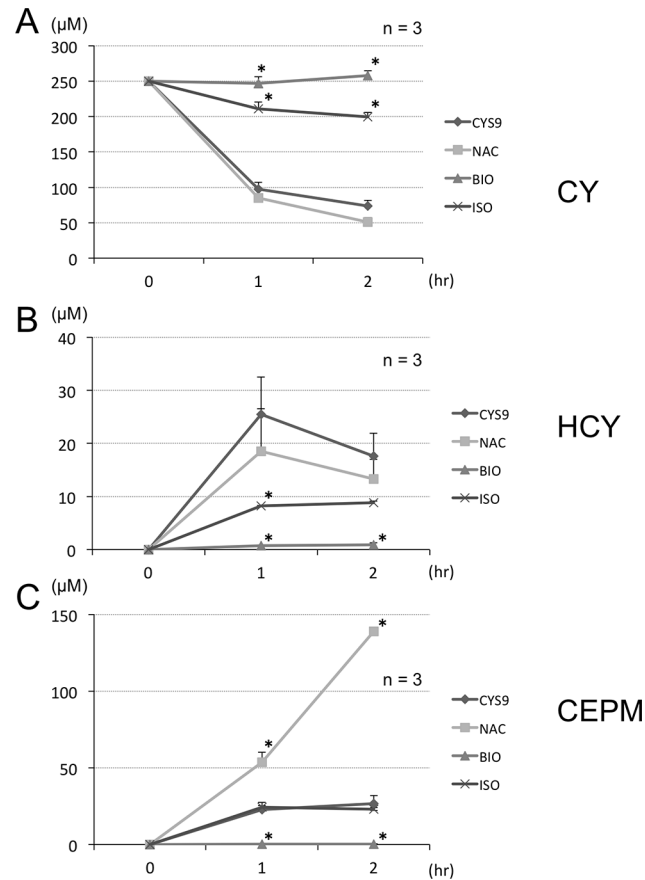 A (µM)
n = 3
300
250
200
150
100
50
0
* *
* *
0 1 2 (hr)
CYS9
NAC
BIO
ISO
CY
B (µM)
n = 3
40
30
20
10
0
*
* *
0 1 2 (hr)
CYS9
NAC
BIO
ISO
HCY
C (µM)
150
100
50
0
*
n = 3
*
* *
0 1 2 (hr)
CYS9
NAC
BIO
ISO
CEPM